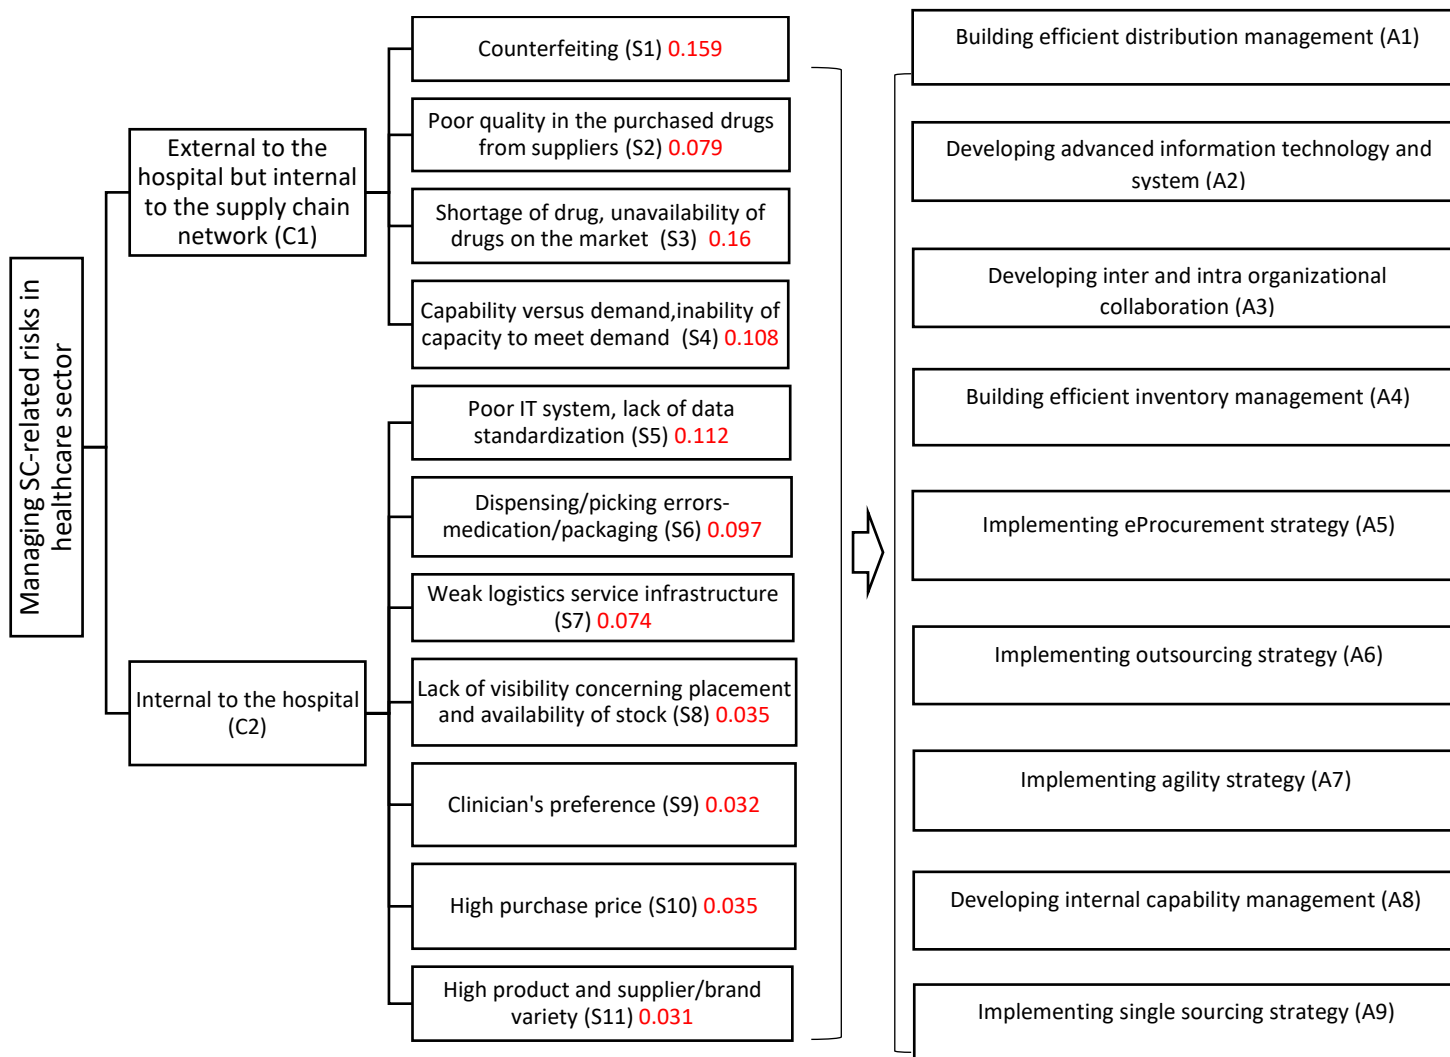 Managing SC-related risks in
healthcare sector
External to the
hospital but internal
to the supply chain
network (C1)
Internal to the hospital
(C2)
Counterfeiting (S1) 0.159
Poor quality in the purchased drugs
from suppliers (S2) 0.079
Shortage of drug, unavailability of
drugs on the market (S3) 0.16
Capability versus demand,inability of
capacity to meet demand (S4) 0.108
Poor IT system, lack of data
standardization (S5) 0.112
Dispensing/picking errors-
medication/packaging (S6) 0.097
Weak logistics service infrastructure
(S7) 0.074
Lack of visibility concerning placement
and availability of stock (S8) 0.035
Clinician's preference (S9) 0.032
High purchase price (S10) 0.035
High product and supplier/brand
variety (S11) 0.031
Building efficient distribution management (A1)
Developing advanced information technology and
system (A2)
Developing inter and intra organizational
collaboration (A3)
Building efficient inventory management (A4)
Implementing eProcurement strategy (A5)
Implementing outsourcing strategy (A6)
Implementing agility strategy (A7)
Developing internal capability management (A8)
Implementing single sourcing strategy (A9)